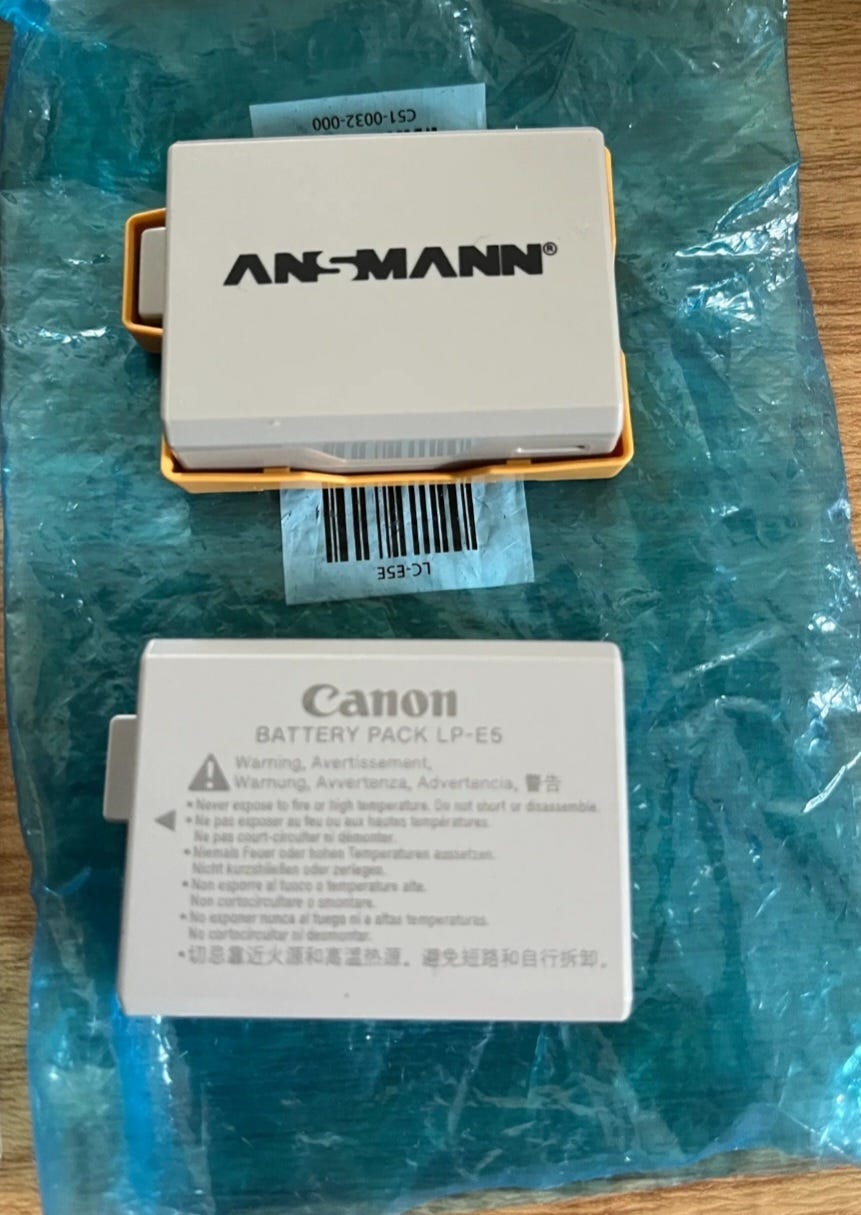 C51-0032-000
ANSMANN®
LC-E5E
Canon
BATTERY PACK LP-E5
Warning, Avertissement,
Warnung, Avvertenza, Advertencia, 警告
• Never expose to fire or high temperature. Do not short or disassemble.
• Ne pas exposer au feu ou aux hautes températures.
Ne pas court-circuiter ni démonter.
• Niemals Feuer oder hohen Temperaturen aussetzen.
Nicht kurzshließen oder zerlegen.
• Non esporre al fuoco o temperature alte.
Non cortocircuitare o smontare.
• No exponer nunca al fuego ni a altas temperaturas.
No cortocircuitar ni desmontar.
•切忌靠近火源和高温热源。避免短路和自行拆卸.